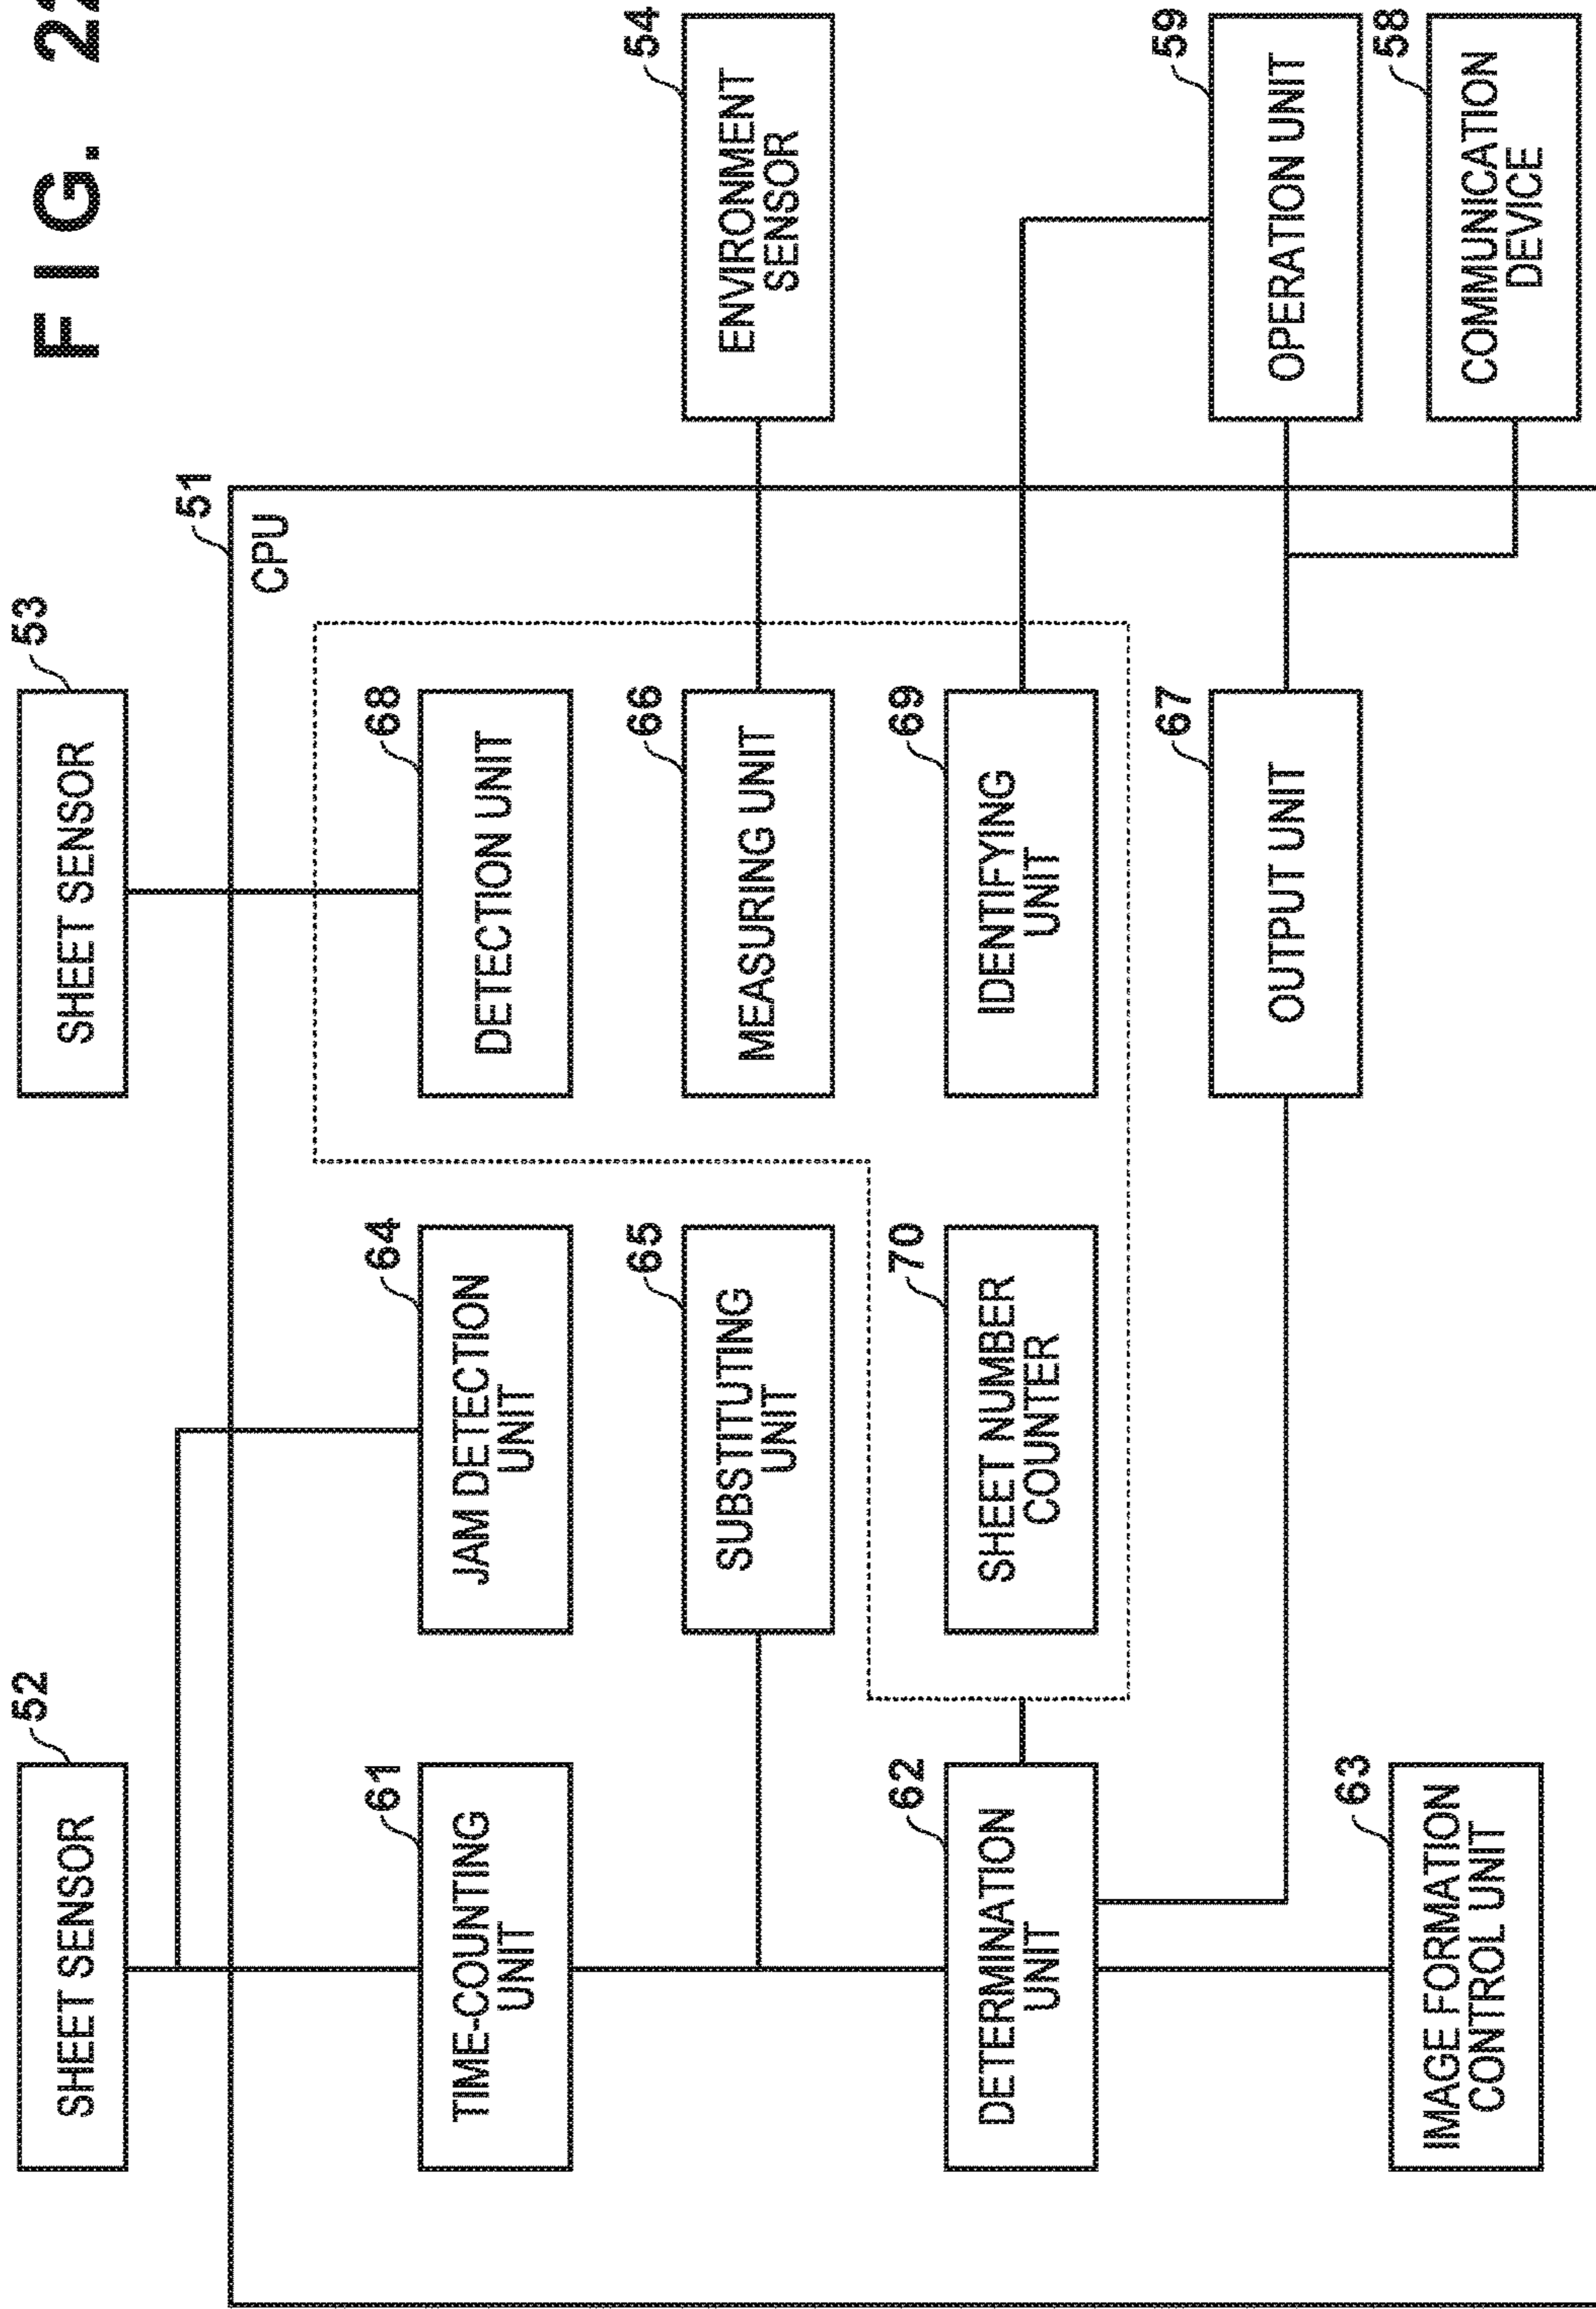 FIG. 22
52
SHEET SENSOR
53
SHEET SENSOR
51
CPU
61
TIME-COUNTING
UNIT
64
JAM DETECTION
UNIT
68
DETECTION UNIT
65
SUBSTITUTING
UNIT
66
MEASURING UNIT
54
ENVIRONMENT
SENSOR
62
DETERMINATION
UNIT
70
SHEET NUMBER
COUNTER
69
IDENTIFYING
UNIT
67
OUTPUT UNIT
59
OPERATION UNIT
63
IMAGE FORMATION
CONTROL UNIT
58
COMMUNICATION
DEVICE